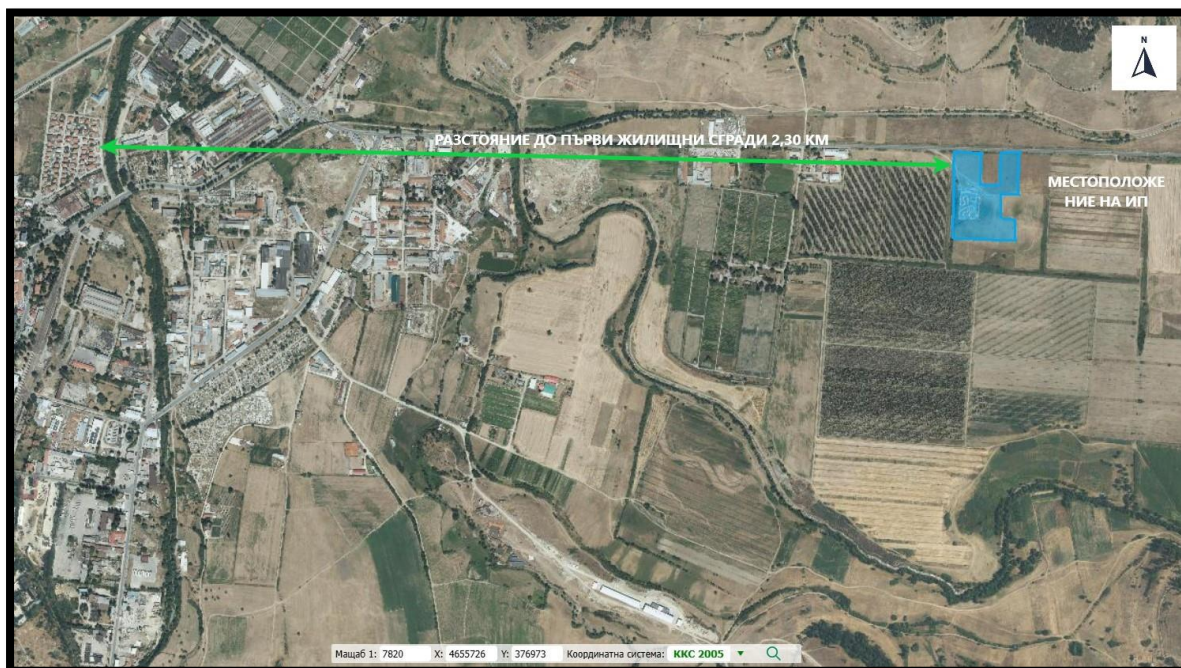 N
РАЗСТОЯНИЕ ДО ПЪРВИ ЖИЛИЩНИ СГРАДИ 2,30 КМ
МЕСТОПОЛОЖЕ
НИЕ НА ИП
Мащаб 1: 7820 X: 4655726 Y: 376973 Координатна система: ККС 2005